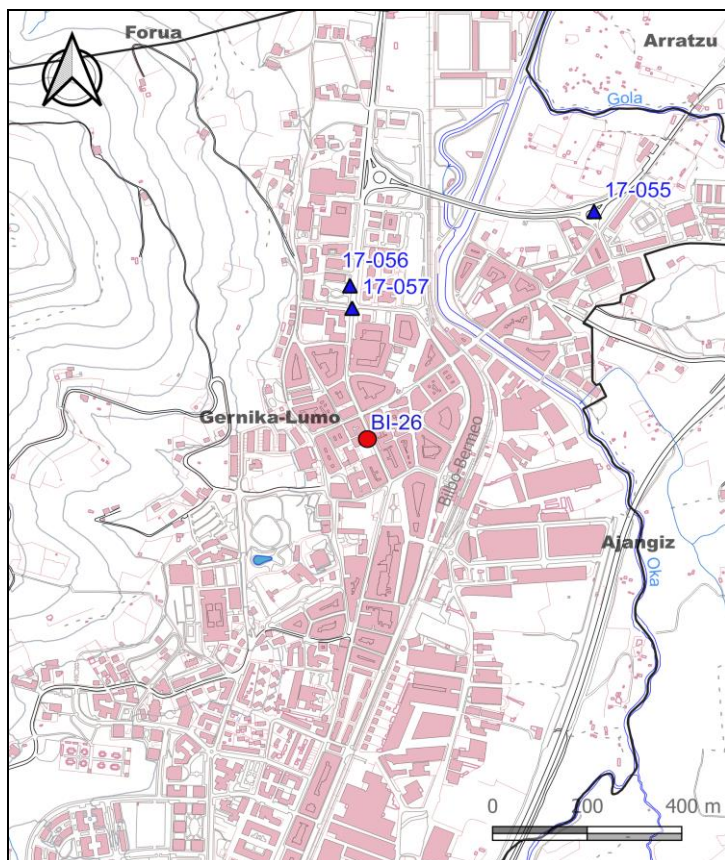 Forua
Arratzu
Gola
17-055
17-056
17-057
Gernika-Lumo
BI-26
Bilbo-Bermeo
Ajangiz
Oka
0 200 400 m